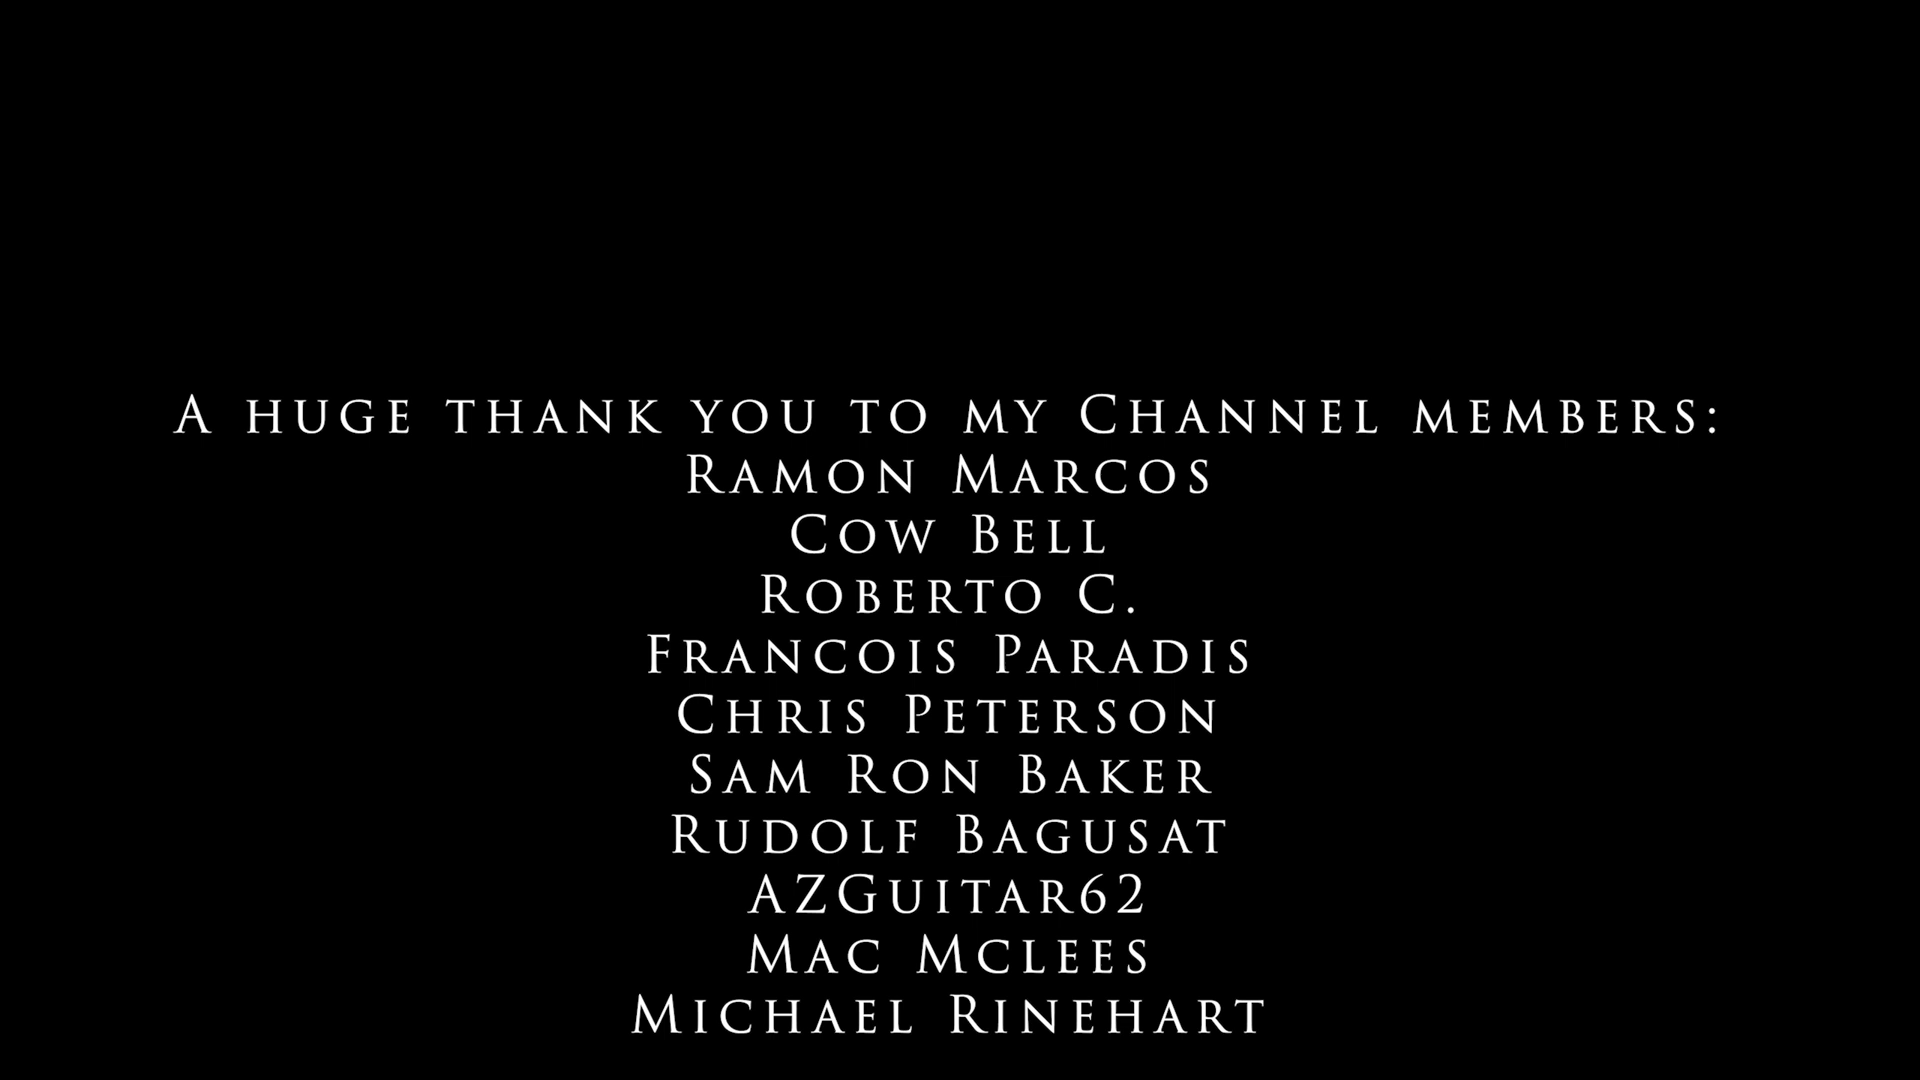 A huge thank you to my Channel members:
Ramon Marcos
Cow Bell
Roberto C.
Francois Paradis
Chris Peterson
Sam Ron Baker
Rudolf Bagusat
AZGuitar62
Mac Mclees
Michael Rinehart